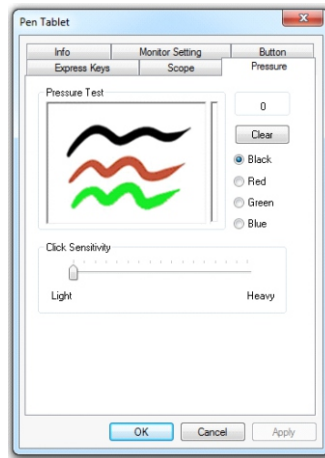 Pen Tablet
Info Monitor Setting Button
Express Keys Scope Pressure
Pressure Test
0
Clear
Black
Red
Green
Blue
Click Sensitivity
Light Heavy
OK Cancel Apply